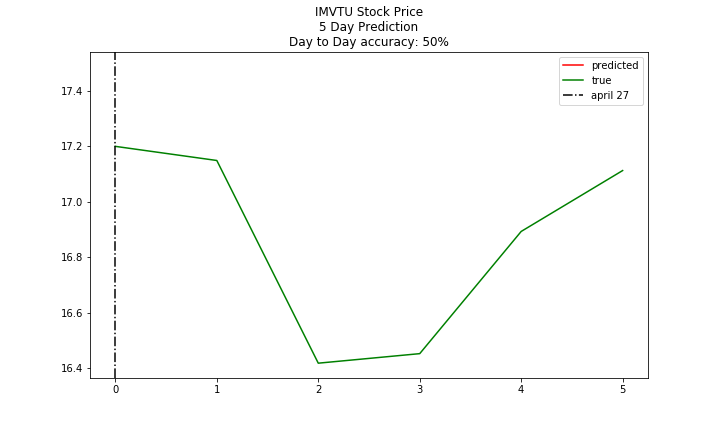 IMVTU Stock Price
5 Day Prediction
Day to Day accuracy: 50%
predicted
true
april 27
17.4
17.2
17.0
16.8
16.6
16.4
0 1 2 3 4 5